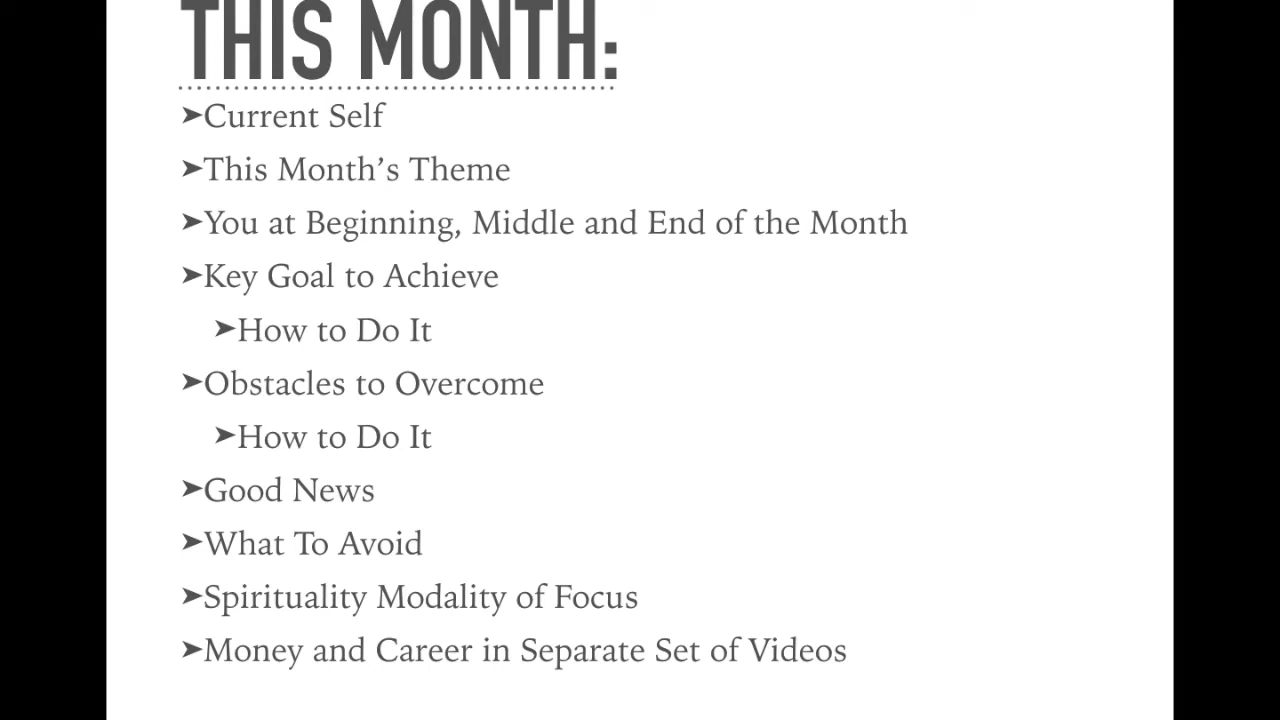 THIS MONTH:
➤Current Self
➤This Month’s Theme
➤You at Beginning, Middle and End of the Month
➤Key Goal to Achieve
➤How to Do It
➤Obstacles to Overcome
➤How to Do It
➤Good News
➤What To Avoid
➤Spirituality Modality of Focus
➤Money and Career in Separate Set of Videos